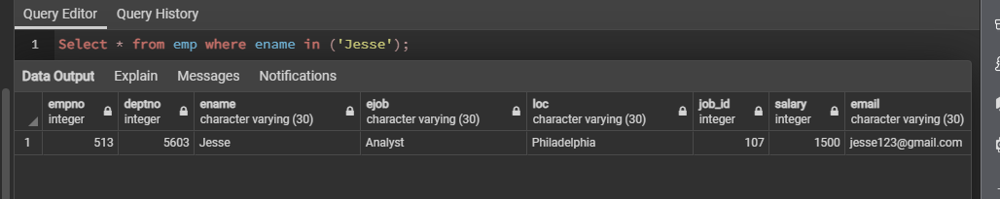 Query Editor Query History
1 Select * from emp where ename in ('Jesse');
Data Output Explain Messages Notifications
empno deptno ename ejob loc job_id salary email
integer integer character varying (30) character varying (30) character varying (30) integer integer character varying (30)
1 513 5603 Jesse Analyst Philadelphia 107 1500 jesse123@gmail.com